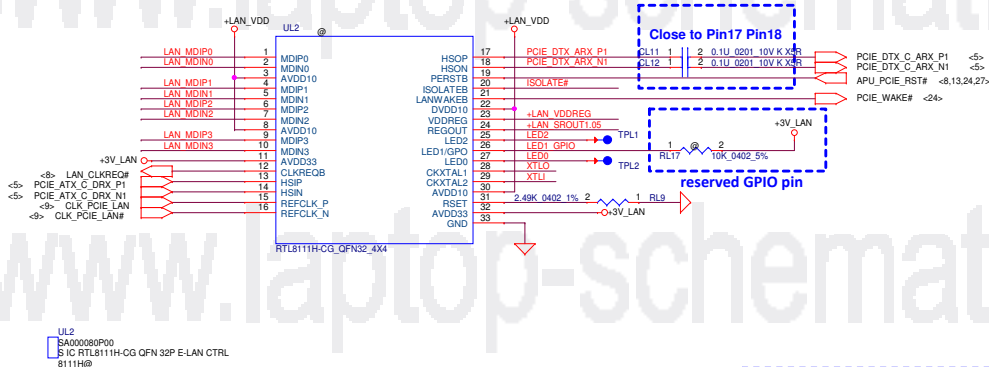 +LAN_VDD
UL2
@
+LAN_VDD
LAN_MDIP0 1 MDIP0
LAN_MDIN0 2 MDIN0
3 AVDD10
LAN_MDIP1 4 MDIP1
LAN_MDIN1 5 MDIN1
LAN_MDIP2 6 MDIP2
LAN_MDIN2 7 MDIN2
8 AVDD10
LAN_MDIP3 9 MDIP3
LAN_MDIN3 10 MDIN3
+3V_LAN 11 AVDD33
<8> LAN_CLKREQ# 12 CLKREQB
<5> PCIE_ATX_C_DRX_P1 13 HSIP
<5> PCIE_ATX_C_DRX_N1 14 HSIN
<9> CLK_PCIE_LAN 15 REFCLK_P
<9> CLK_PCIE_LAN# 16 REFCLK_N
RTL8111H-CG_QFN32_4X4
Close to Pin17 Pin18
HSOP 17 PCIE_DTX_ARX_P1 CL11 1 2 0.1U_0201_10V K X5R PCIE_DTX_C_ARX_P1 <5>
HSON 18 PCIE_DTX_ARX_N1 CL12 1 2 0.1U_0201_10V K X5R PCIE_DTX_C_ARX_N1 <5>
PERSTB 19 APU_PCIE_RST# <8,13,24,27>
ISOLATEB 20 ISOLATE#
LANWAKEB 21 PCIE_WAKE# <24>
DVDD10 22
VDDREG 23 +LAN_VDDREG
REGOUT 24 +LAN_SROUT1.05
LED2 25 LED2 TPL1
LED1/GPO 26 LED1_GPIO
LED0 27 LED0 TPL2
CKXTAL1 28 XTLO
CKXTAL2 29 XTLI
AVDD10 30
RSET 31 2.49K_0402_1% 2 1 RL9
AVDD33 32 +3V_LAN
GND 33
+3V_LAN
1 @ 2
RL17 10K_0402_5%
reserved GPIO pin
www.laptop-schemat
UL2
SA000080P00
S IC RTL8111H-CG QFN 32P E-LAN CTRL
8111H@